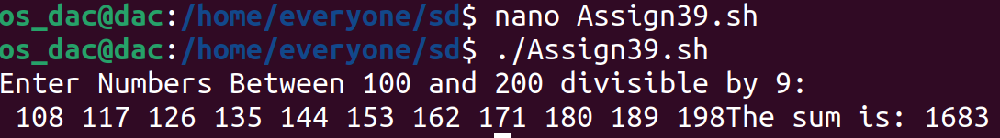 os_dac@dac:/home/everyone/sd$ nano Assign39.sh
os_dac@dac:/home/everyone/sd$ ./Assign39.sh
Enter Numbers Between 100 and 200 divisible by 9:
 108 117 126 135 144 153 162 171 180 189 198The sum is: 1683